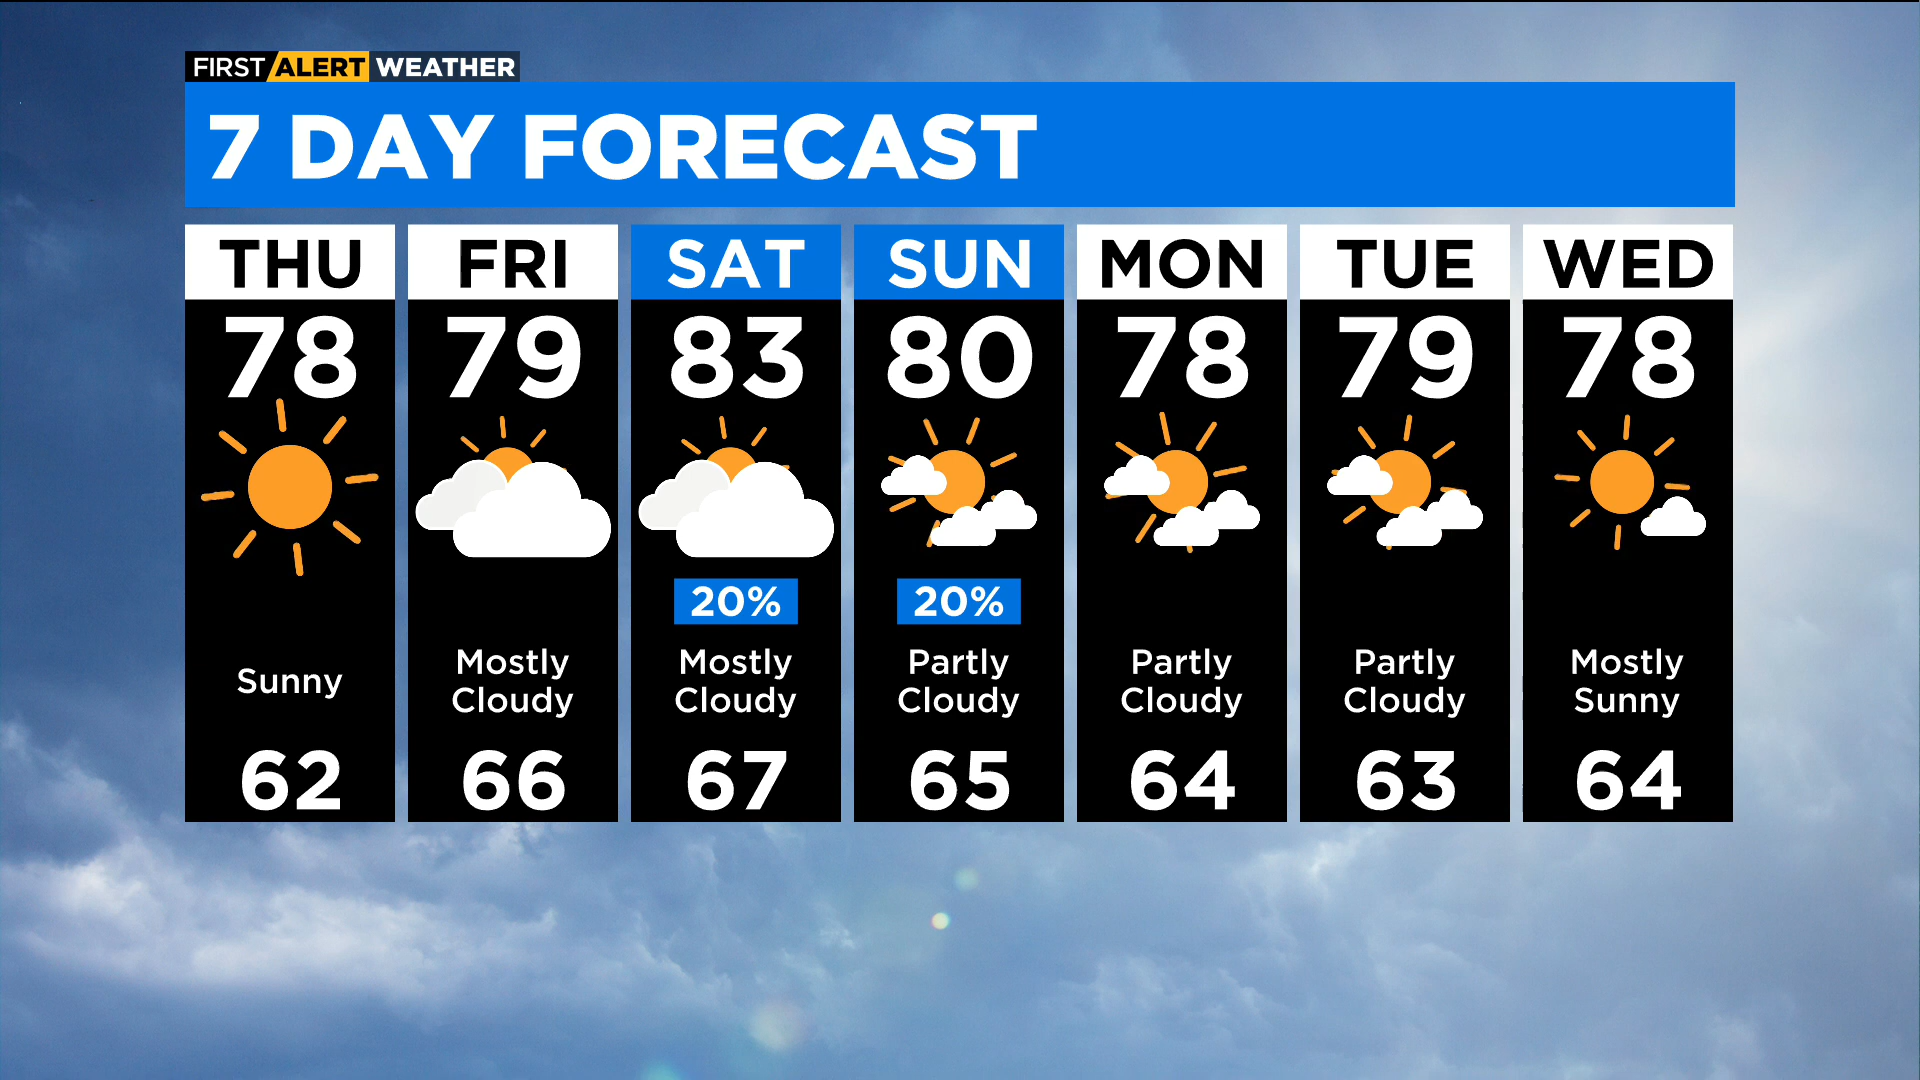 FIRST ALERT WEATHER
7 DAY FORECAST
THU FRI SAT SUN MON TUE WED
78 79 83 80 78 79 78
20% 20%
Sunny
Mostly
Cloudy
Mostly
Cloudy
Partly
Cloudy
Partly
Cloudy
Partly
Cloudy
Mostly
Sunny
62 66 67 65 64 63 64